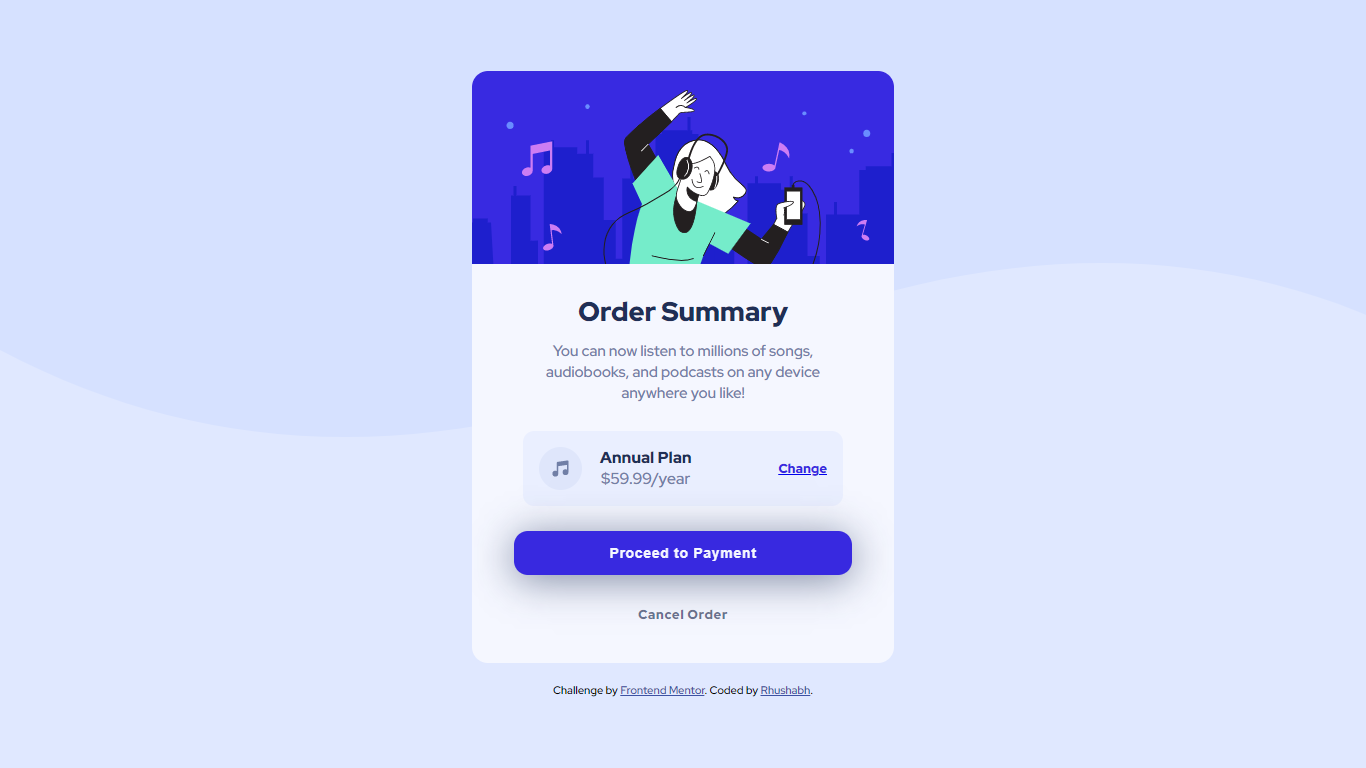 Order Summary
You can now listen to millions of songs,
audiobooks, and podcasts on any device
anywhere you like!
Annual Plan
$59.99/year
Change
Proceed to Payment
Cancel Order
Challenge by Frontend Mentor. Coded by Rhushabh.